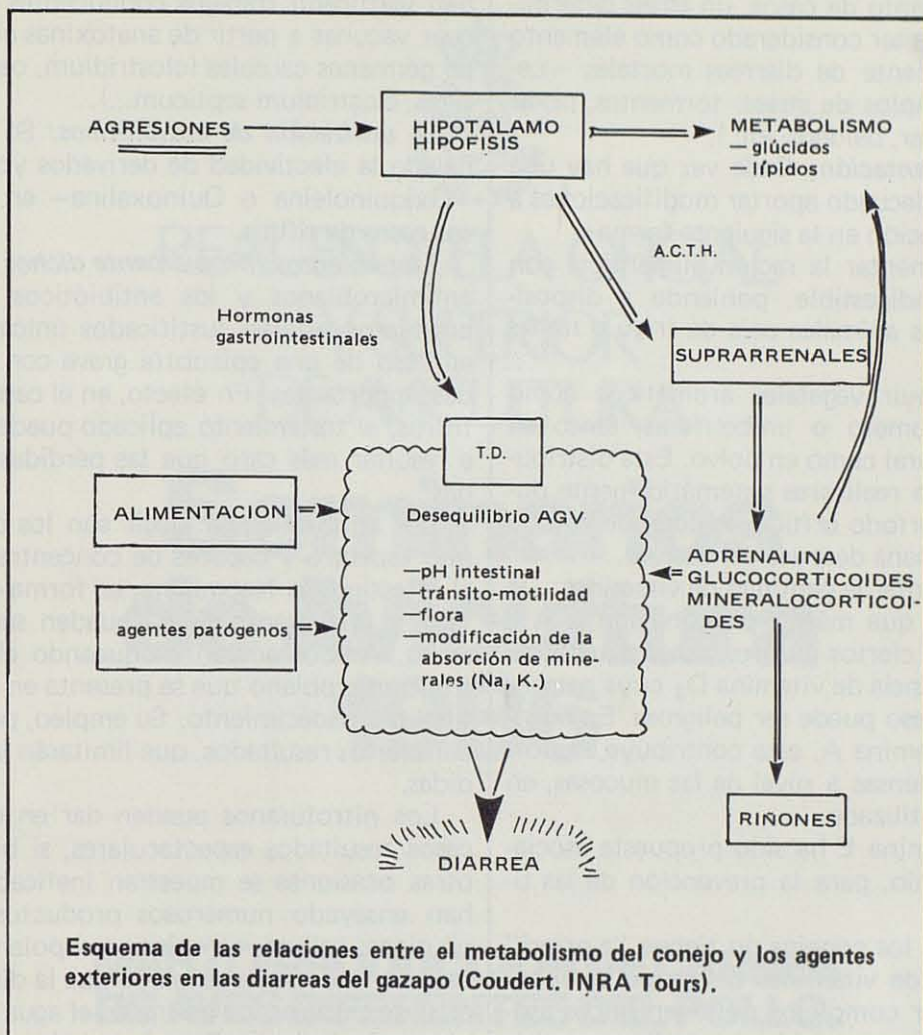 AGRESIONES
HIPOTALAMO
HIPOFISIS
METABOLISMO
—glúcidos
—lípidos
A.C.T.H.
Hormonas
gastrointestinales
SUPRARRENALES
T.D.
ALIMENTACION
Desequilibrio AGV
agentes patógenos
—pH intestinal
—tránsito-motilidad
—flora
—modificación de la
absorción de mine-
rales (Na, K.)
ADRENALINA
GLUCOCORTICOIDES
MINERALOCORTICOI-
DES
RIÑONES
DIARREA
Esquema de las relaciones entre el metabolismo del conejo y los agentes
exteriores en las diarreas del gazapo (Coudert. INRA Tours).